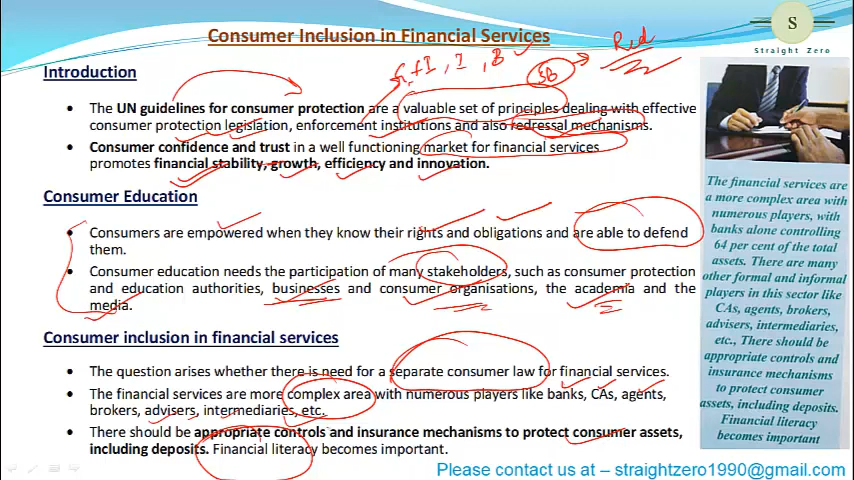 Consumer Inclusion in Financial Services
S
Straight Zero
Red
I, I, B
SB
Introduction
The UN guidelines for consumer protection are a valuable set of principles dealing with effective
consumer protection legislation, enforcement institutions and also redressal mechanisms.
Consumer confidence and trust in a well functioning market for financial services
promotes financial stability, growth, efficiency and innovation.
Consumer Education
Consumers are empowered when they know their rights and obligations and are able to defend
them.
Consumer education needs the participation of many stakeholders, such as consumer protection
and education authorities, businesses and consumer organisations, the academia and the
media.
Consumer inclusion in financial services
The question arises whether there is need for a separate consumer law for financial services.
The financial services are more complex area with numerous players like banks, CAs, agents,
brokers, advisers, intermediaries, etc.
There should be appropriate controls and insurance mechanisms to protect consumer assets,
including deposits. Financial literacy becomes important.
The financial services are
a more complex area with
numerous players, with
banks alone controlling
64 per cent of the total
assets. There are many
other formal and informal
players in this sector like
CAs, agents, brokers,
advisers, intermediaries,
etc., There should be
appropriate controls and
insurance mechanisms
to protect consumer
assets, including deposits.
Financial literacy
becomes important
Please contact us at – straightzero1990@gmail.com